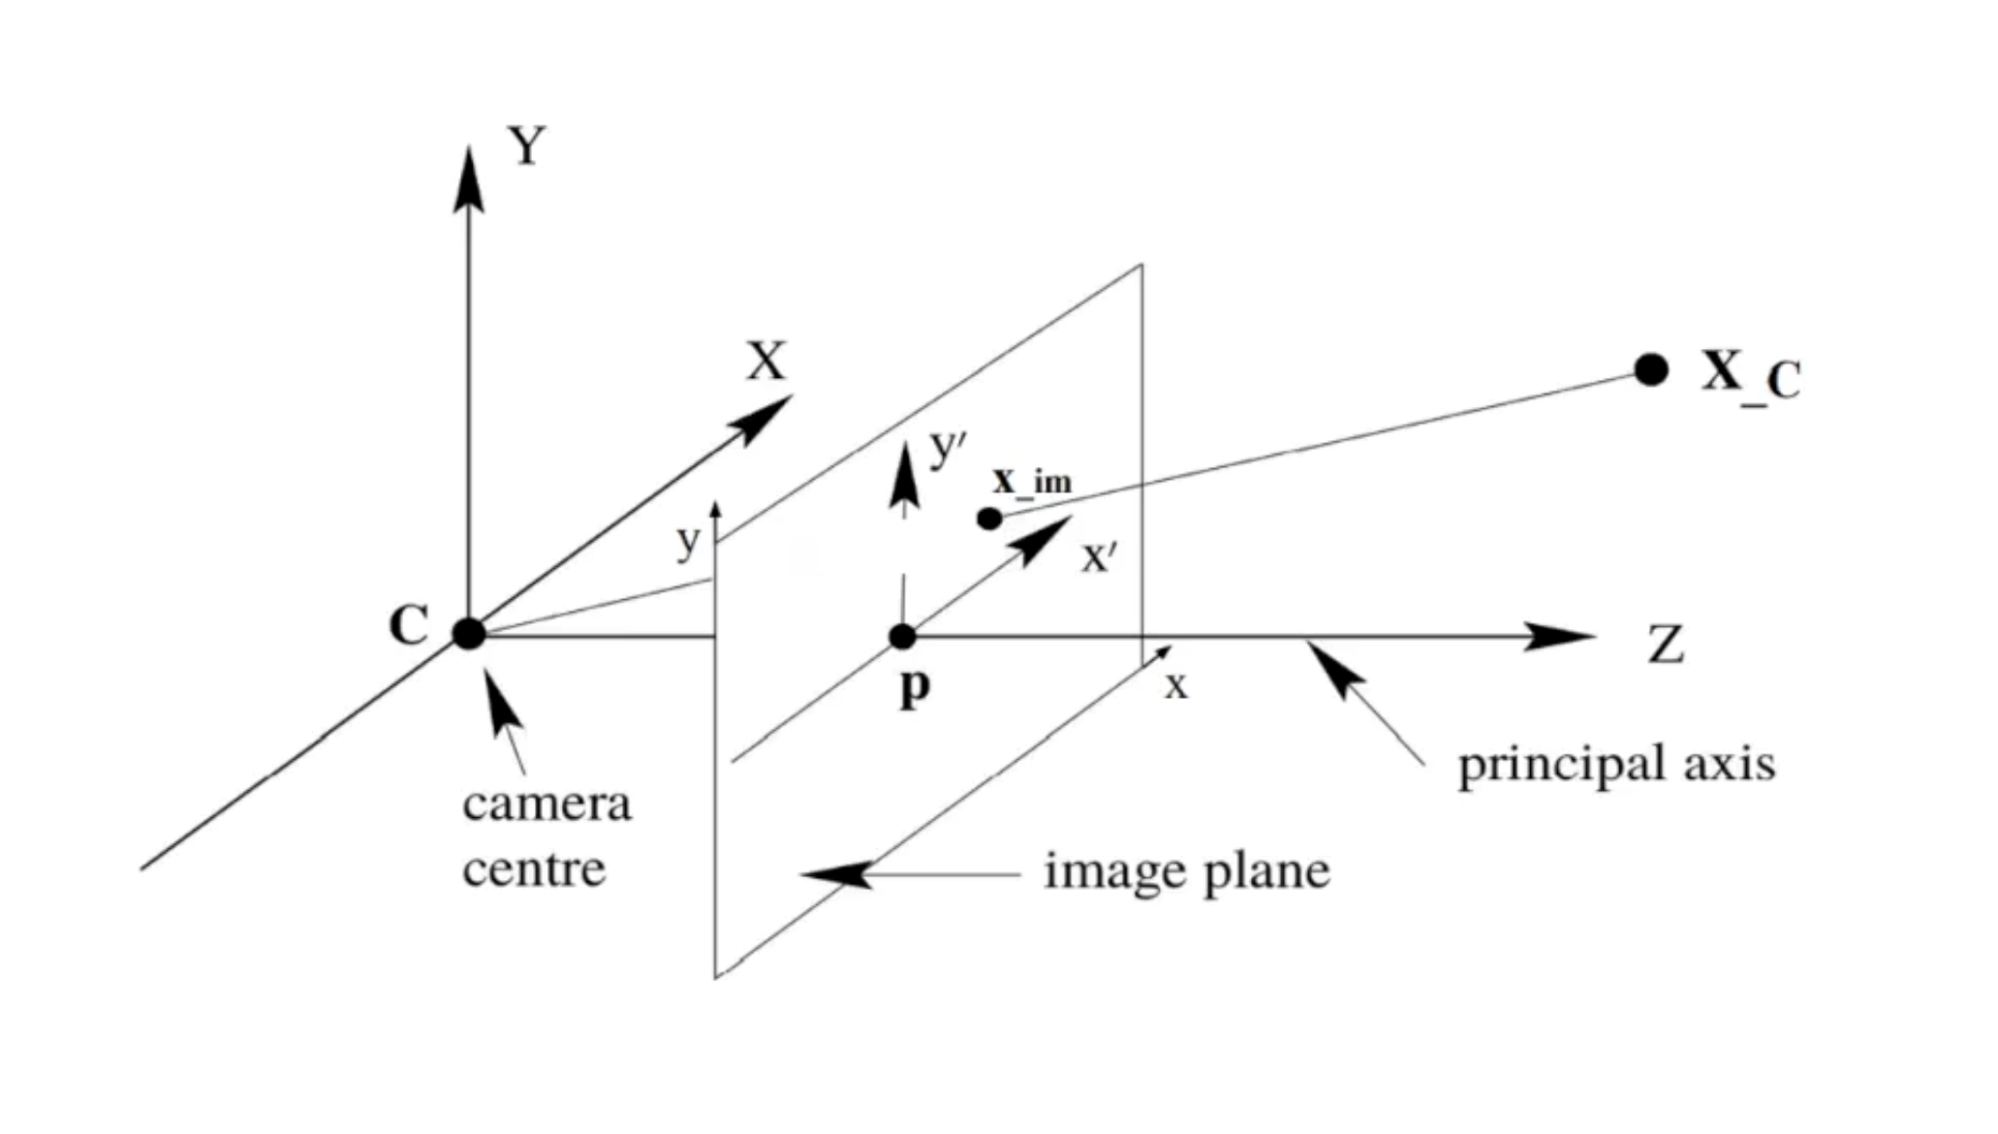 Y
X
X_C
y'
x_im
y
x'
C
Z
p
x
principal axis
camera
centre
image plane